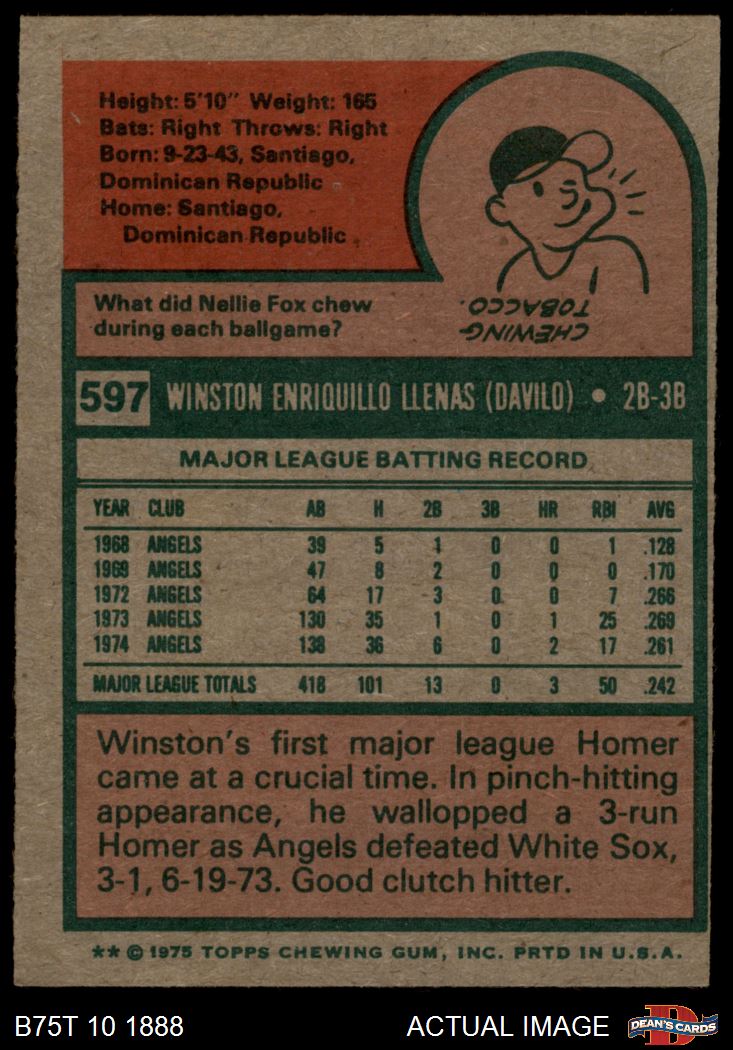 Height: 5'10" Weight: 165
Bats: Right Throws: Right
Born: 9-23-43, Santiago,
Dominican Republic
Home: Santiago,
Dominican Republic
What did Nellie Fox chew
during each ballgame?
CHEWING
TOBACCO.
597 WINSTON ENRIQUILLO LLENAS (DAVILO) • 2B-3B
MAJOR LEAGUE BATTING RECORD
YEAR CLUB AB H 2B 3B HR RBI AVG
1968 ANGELS 39 5 1 0 0 1 .128
1969 ANGELS 47 8 2 0 0 0 .170
1972 ANGELS 64 17 3 0 0 7 .266
1973 ANGELS 130 35 1 0 1 25 .269
1974 ANGELS 138 36 6 0 2 17 .261
MAJOR LEAGUE TOTALS 418 101 13 0 3 50 .242
Winston's first major league Homer
came at a crucial time. In pinch-hitting
appearance, he wallopped a 3-run
Homer as Angels defeated White Sox,
3-1, 6-19-73. Good clutch hitter.
** © 1975 TOPPS CHEWING GUM, INC. PRTD IN U.S.A.
B75T 10 1888 ACTUAL IMAGE DEAN'S CARDS